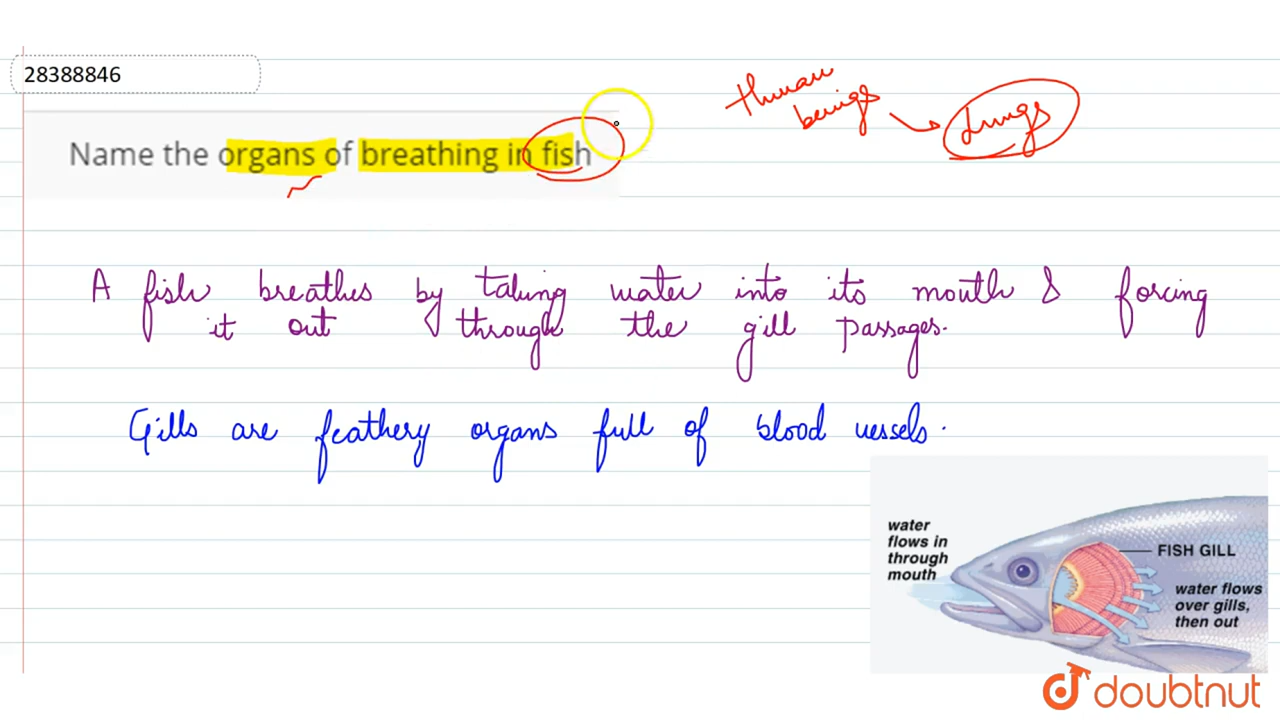 28388846
Name the organs of breathing in fish
Human
beings
Lungs
A fish breathes by taking water into its mouth & forcing
it out through the gill passages.
Gills are feathery organs full of blood vessels.
water
flows in
through
mouth
FISH GILL
water flows
over gills,
then out
doubtnut